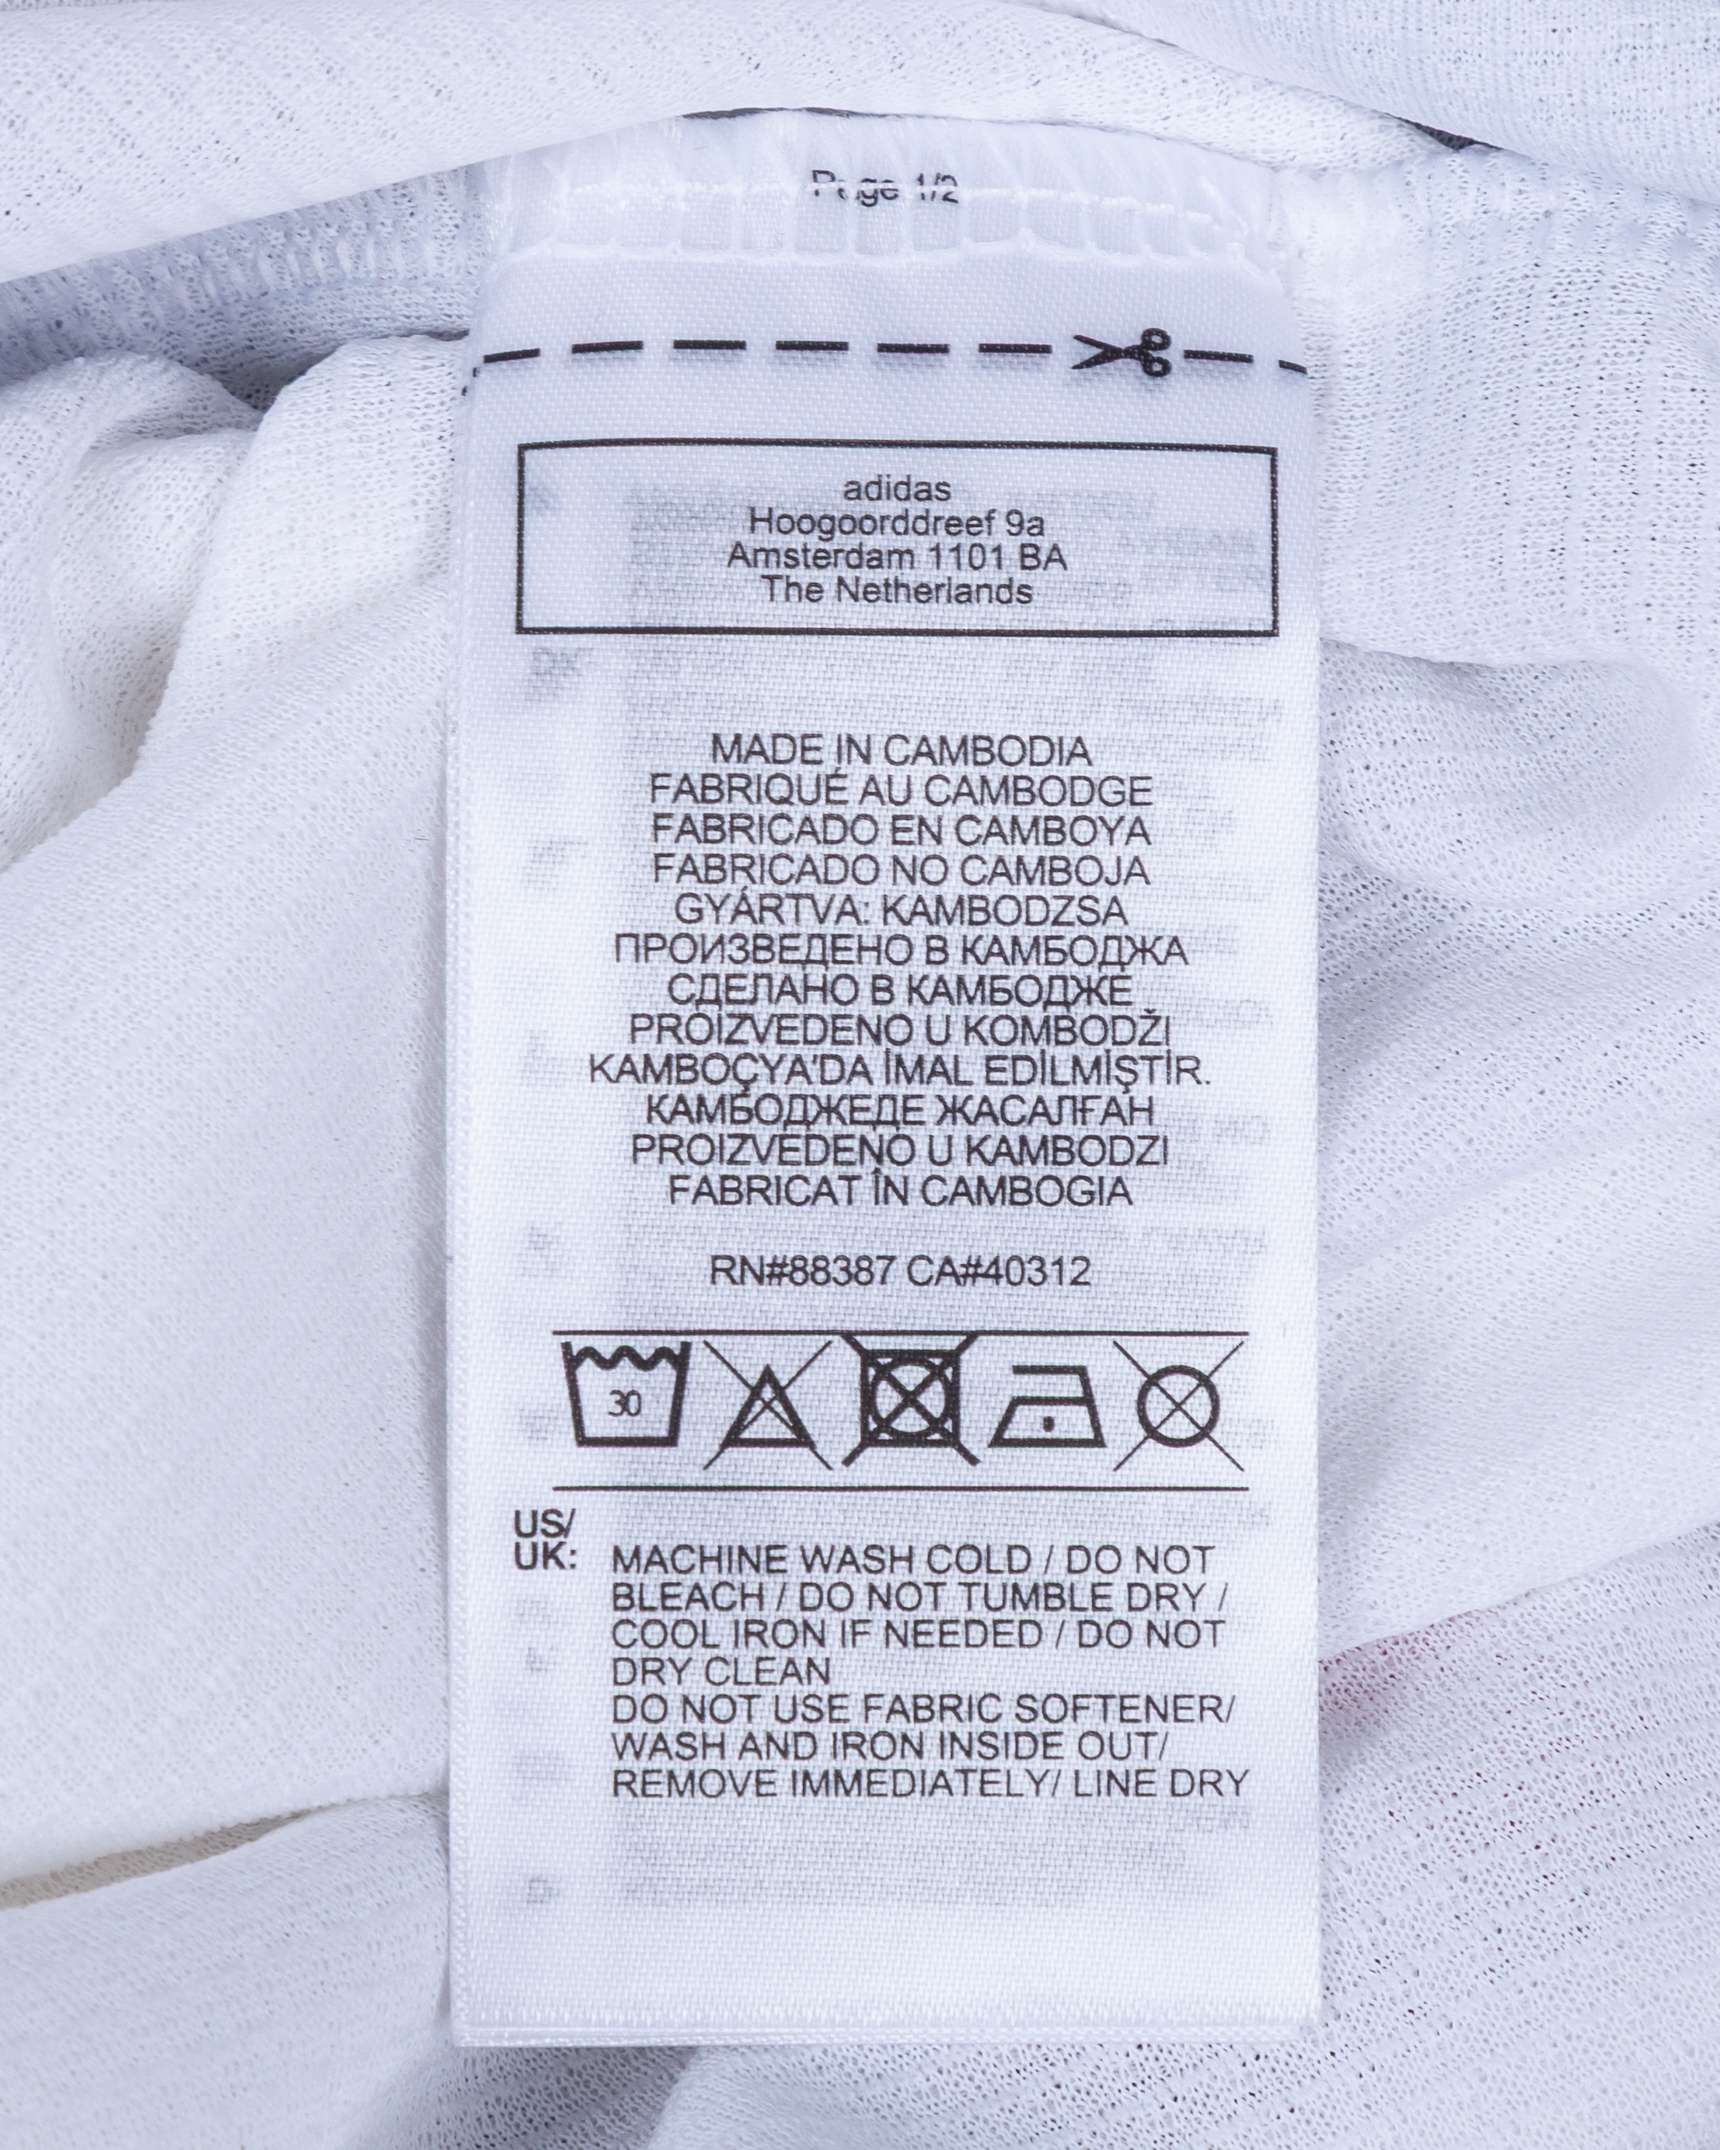 Page 1/2
adidas
Hoogoorddreef 9a
Amsterdam 1101 BA
The Netherlands
MADE IN CAMBODIA
FABRIQUÉ AU CAMBODGE
FABRICADO EN CAMBOYA
FABRICADO NO CAMBOJA
GYÁRTVA: KAMBODZSA
ПРОИЗВЕДЕНО В КАМБОДЖА
СДЕЛАНО В КАМБОДЖЕ
PROIZVEDENO U KOMBODŽI
KAMBOÇYA'DA İMAL EDİLMİŞTİR.
КАМБОДЖЕДЕ ЖАСАЛҒАН
PROIZVEDENO U KAMBODZI
FABRICAT ÎN CAMBOGIA
RN#88387 CA#40312
30
US/
UK: MACHINE WASH COLD / DO NOT
BLEACH / DO NOT TUMBLE DRY /
COOL IRON IF NEEDED / DO NOT
DRY CLEAN
DO NOT USE FABRIC SOFTENER/
WASH AND IRON INSIDE OUT/
REMOVE IMMEDIATELY/ LINE DRY